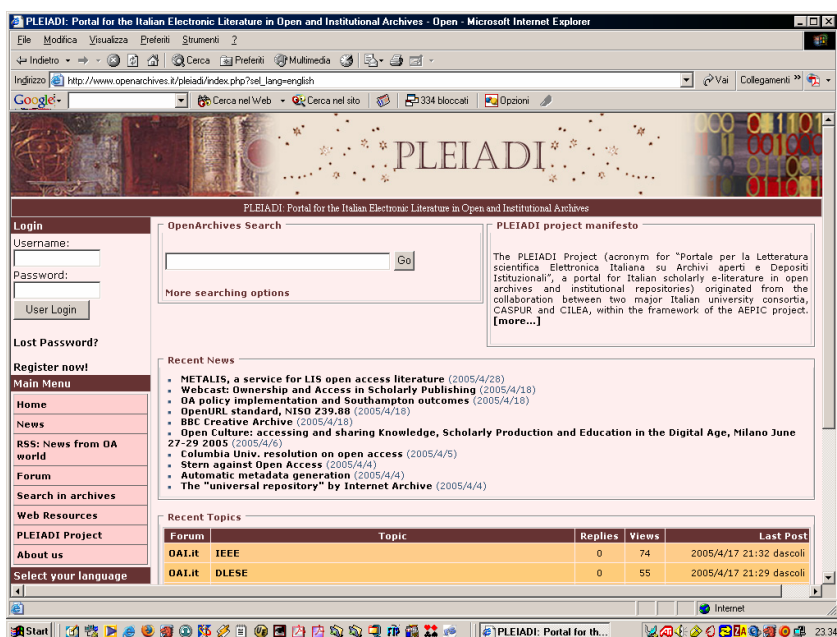 PLEIADI: Portal for the Italian Electronic Literature in Open and Institutional Archives - Open - Microsoft Internet Explorer
File Modifica Visualizza Preferiti Strumenti ?
Indietro Cerca Preferiti Multimedia
Indirizzo http://www.openarchives.it/pleiadi/index.php?sel_lang=english Vai Collegamenti »
Google Cerca nel Web Cerca nel sito 334 bloccati Opzioni
PLEIADI
PLEIADI: Portal for the Italian Electronic Literature in Open and Institutional Archives
Login
Username:
Password:
User Login
Lost Password?
Register now!
Main Menu
Home
News
RSS: News from OA
world
Forum
Search in archives
Web Resources
PLEIADI Project
About us
Select your language
OpenArchives Search
Go
More searching options
PLEIADI project manifesto
The PLEIADI Project (acronym for "Portale per la Letteratura
scientifica Elettronica Italiana su Archivi aperti e Depositi
Istituzionali", a portal for Italian scholarly e-literature in open
archives and institutional repositories) originated from the
collaboration between two major Italian university consortia,
CASPUR and CILEA, within the framework of the AEPIC project.
[more...]
Recent News
METALIS, a service for LIS open access literature (2005/4/28)
Webcast: Ownership and Access in Scholarly Publishing (2005/4/18)
OA policy implementation and Southampton outcomes (2005/4/18)
OpenURL standard, NISO Z39.88 (2005/4/18)
BBC Creative Archive (2005/4/18)
Open Culture: accessing and sharing Knowledge, Scholarly Production and Education in the Digital Age, Milano June
27-29 2005 (2005/4/6)
Columbia Univ. resolution on open access (2005/4/5)
Stern against Open Access (2005/4/4)
Automatic metadata generation (2005/4/4)
The "universal repository" by Internet Archive (2005/4/4)
Recent Topics
Forum Topic Replies Views Last Post
OAI.it IEEE 0 74 2005/4/17 21:32 dascoli
OAI.it DLESE 0 55 2005/4/17 21:29 dascoli
Internet
Start PLEIADI: Portal for th... 23:34